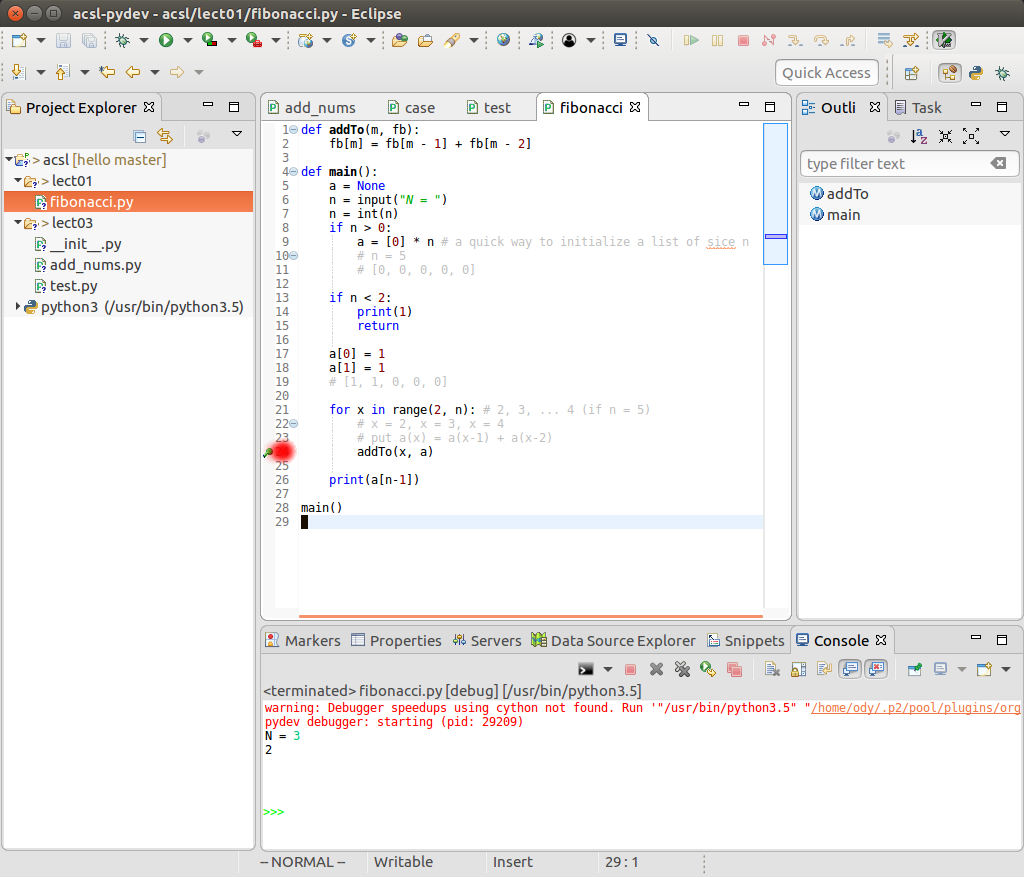 acsl-pydev - acsl/lect01/fibonacci.py - Eclipse
Quick Access
Project Explorer
> acsl [hello master]
> lect01
fibonacci.py
> lect03
__init__.py
add_nums.py
test.py
python3 (/usr/bin/python3.5)
add_nums
case
test
fibonacci
1 def addTo(m, fb):
2 fb[m] = fb[m - 1] + fb[m - 2]
3
4 def main():
5 a = None
6 n = input("N = ")
7 n = int(n)
8 if n > 0:
9 a = [0] * n # a quick way to initialize a list of sice n
10 # n = 5
11 # [0, 0, 0, 0, 0]
12
13 if n < 2:
14 print(1)
15 return
16
17 a[0] = 1
18 a[1] = 1
19 # [1, 1, 0, 0, 0]
20
21 for x in range(2, n): # 2, 3, ... 4 (if n = 5)
22 # x = 2, x = 3, x = 4
23 # put a(x) = a(x-1) + a(x-2)
addTo(x, a)
25
26 print(a[n-1])
27
28 main()
29
Outli
Task
type filter text
addTo
main
Markers
Properties
Servers
Data Source Explorer
Snippets
Console
<terminated> fibonacci.py [debug] [/usr/bin/python3.5]
warning: Debugger speedups using cython not found. Run '"/usr/bin/python3.5" "/home/ody/.p2/pool/plugins/org
pydev debugger: starting (pid: 29209)
N = 3
2
>>>
-- NORMAL --
Writable
Insert
29 : 1